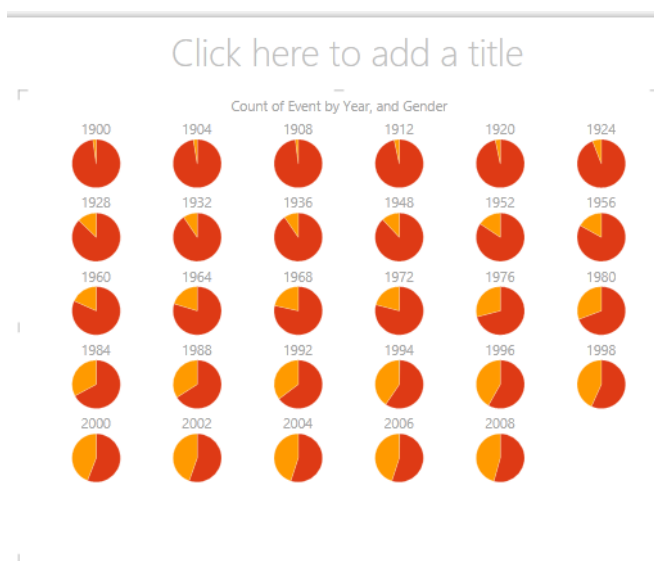 Click here to add a title
Count of Event by Year, and Gender
1900 1904 1908 1912 1920 1924
1928 1932 1936 1948 1952 1956
1960 1964 1968 1972 1976 1980
1984 1988 1992 1994 1996 1998
2000 2002 2004 2006 2008